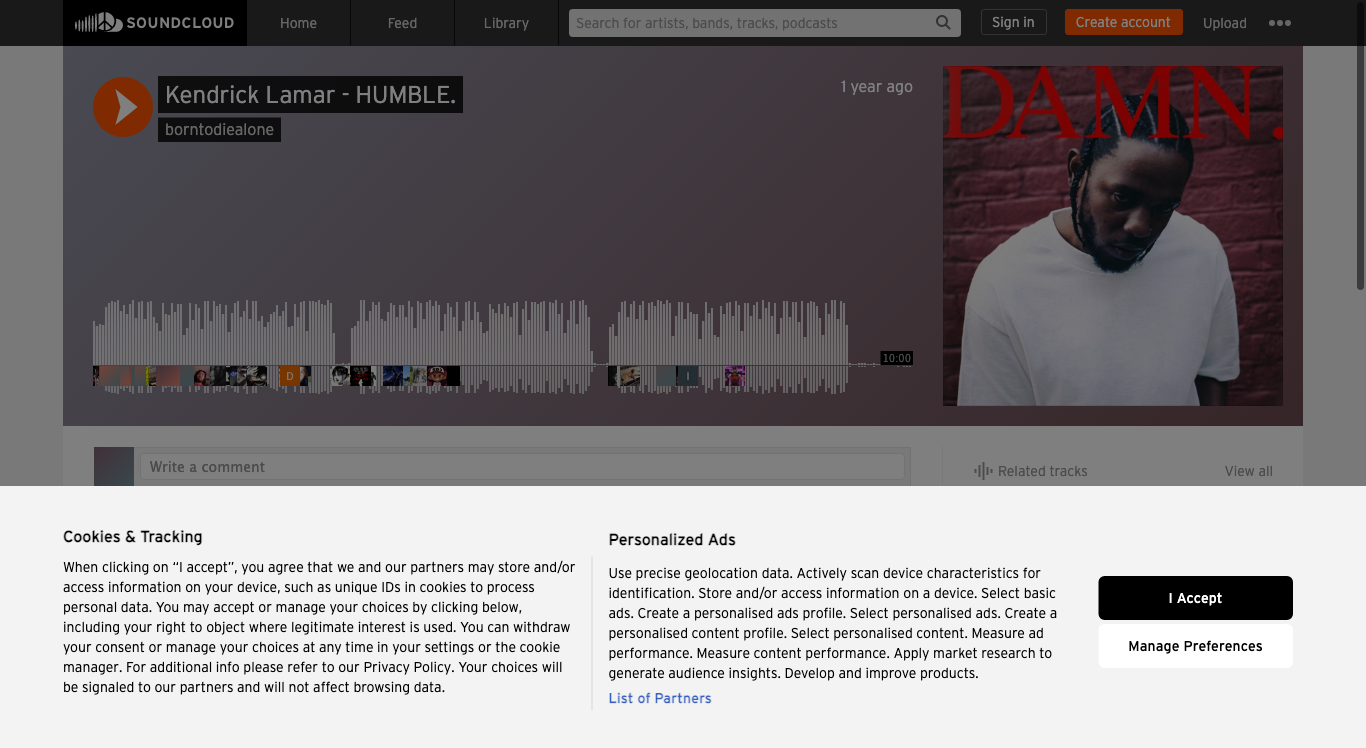 SOUNDCLOUD
Home
Feed
Library
Search for artists, bands, tracks, podcasts
Sign in
Create account
Upload
Kendrick Lamar - HUMBLE.
borntodiealone
1 year ago
DAMN.
10:00
D
I
Write a comment
Related tracks
View all
Cookies & Tracking
When clicking on “I accept”, you agree that we and our partners may store and/or
access information on your device, such as unique IDs in cookies to process
personal data. You may accept or manage your choices by clicking below,
including your right to object where legitimate interest is used. You can withdraw
your consent or manage your choices at any time in your settings or the cookie
manager. For additional info please refer to our Privacy Policy. Your choices will
be signaled to our partners and will not affect browsing data.
Personalized Ads
Use precise geolocation data. Actively scan device characteristics for
identification. Store and/or access information on a device. Select basic
ads. Create a personalised ads profile. Select personalised ads. Create a
personalised content profile. Select personalised content. Measure ad
performance. Measure content performance. Apply market research to
generate audience insights. Develop and improve products.
List of Partners
I Accept
Manage Preferences